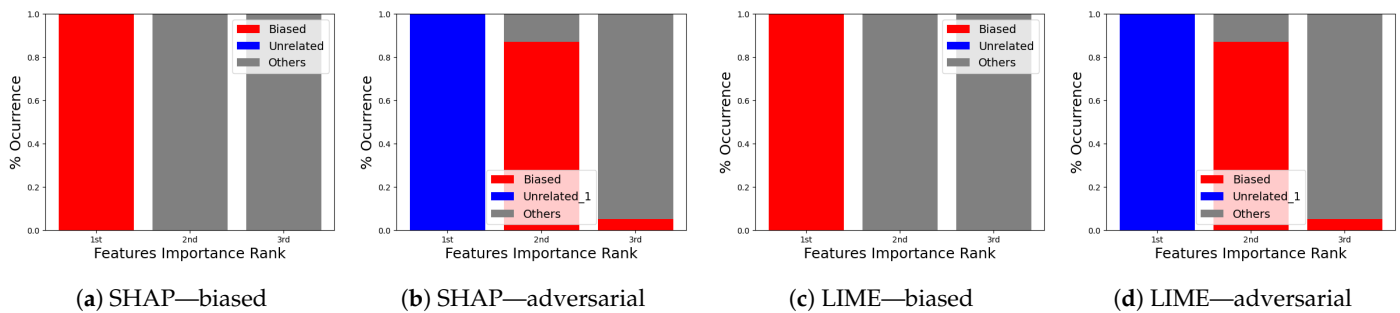 % Ocurrence
1.0
0.8
0.6
0.4
0.2
0.0
Biased
Unrelated
Others
1st
2nd
3rd
Features Importance Rank
(a) SHAP—biased
% Ocurrence
1.0
0.8
0.6
0.4
0.2
0.0
Biased
Unrelated_1
Others
1st
2nd
3rd
Features Importance Rank
(b) SHAP—adversarial
% Occurrence
1.0
0.8
0.6
0.4
0.2
0.0
Biased
Unrelated
Others
1st
2nd
3rd
Features Importance Rank
(c) LIME—biased
% Occurrence
1.0
0.8
0.6
0.4
0.2
0.0
Biased
Unrelated_1
Others
1st
2nd
3rd
Features Importance Rank
(d) LIME—adversarial